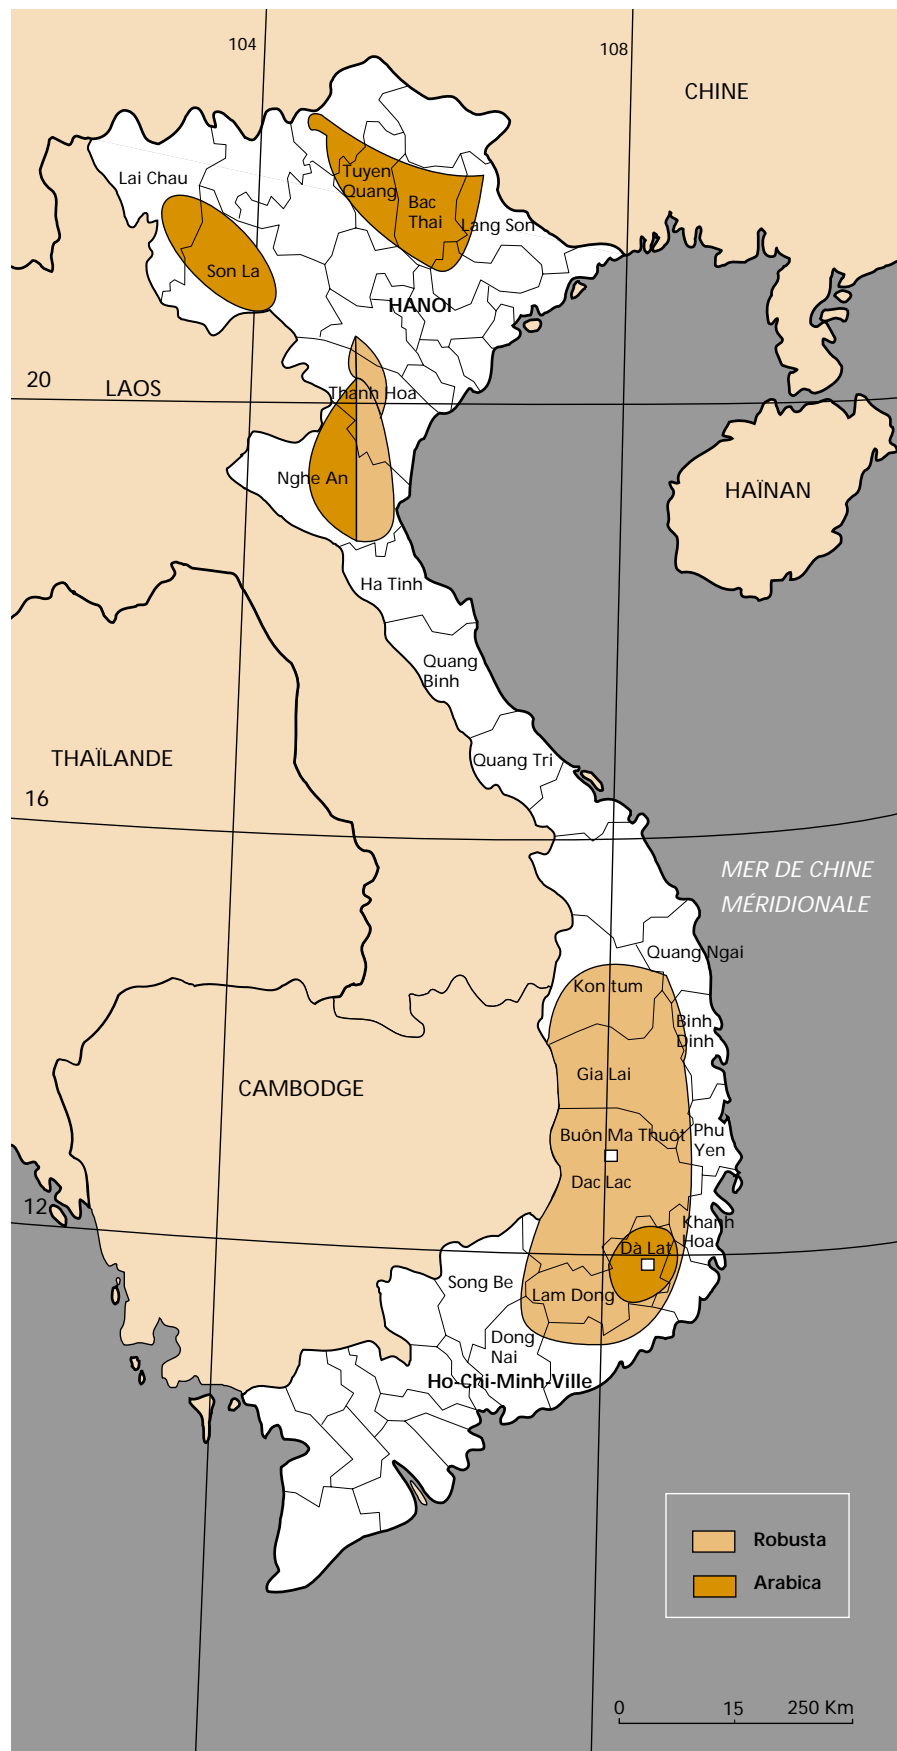 104
108
CHINE
Lai Chau
Tuyen
Quang
Bac
Thai
Lang Son
Son La
HANOI
20
LAOS
Thanh Hoa
Nghe An
HAÏNAN
Ha Tinh
Quang
Binh
THAÏLANDE
Quang Tri
16
MER DE CHINE
MÉRIDIONALE
Quang Ngai
Kon tum
Binh
Dinh
Gia Lai
CAMBODGE
Buôn Ma Thuôt
Phu
Yen
Dac Lac
12
Khanh
Hoa
Dà Lat
Song Be
Lam Dong
Dong
Nai
Ho-Chi-Minh-Ville
Robusta
Arabica
0 15 250 Km